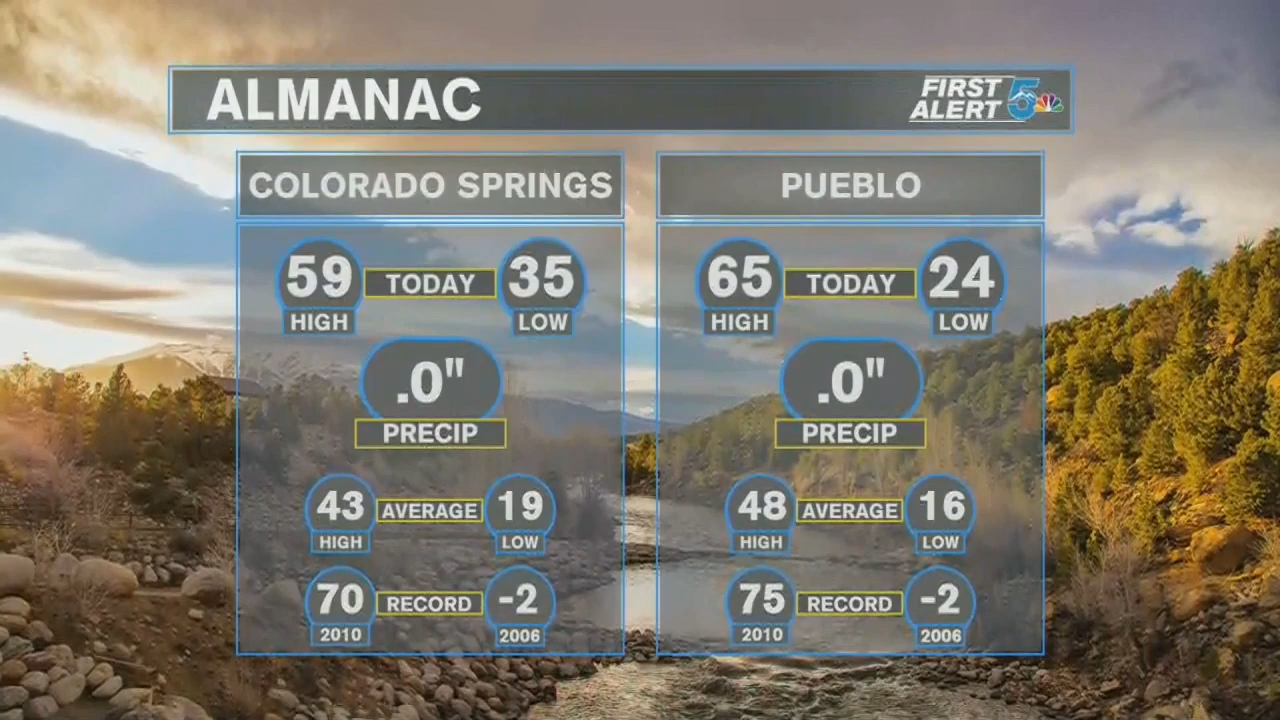 ALMANAC
FIRST ALERT 5
COLORADO SPRINGS
59 TODAY 35
HIGH LOW
.0"
PRECIP
43 AVERAGE 19
HIGH LOW
70 RECORD -2
2010 2006
PUEBLO
65 TODAY 24
HIGH LOW
.0"
PRECIP
48 AVERAGE 16
HIGH LOW
75 RECORD -2
2010 2006